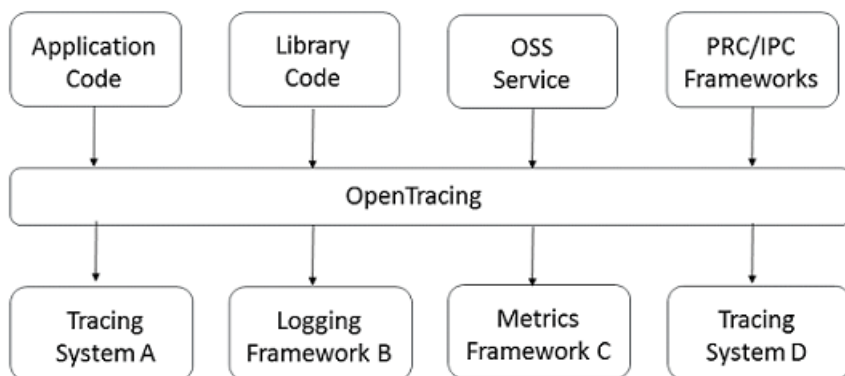 Application
Code
Library
Code
OSS
Service
PRC/IPC
Frameworks
OpenTracing
Tracing
System A
Logging
Framework B
Metrics
Framework C
Tracing
System D